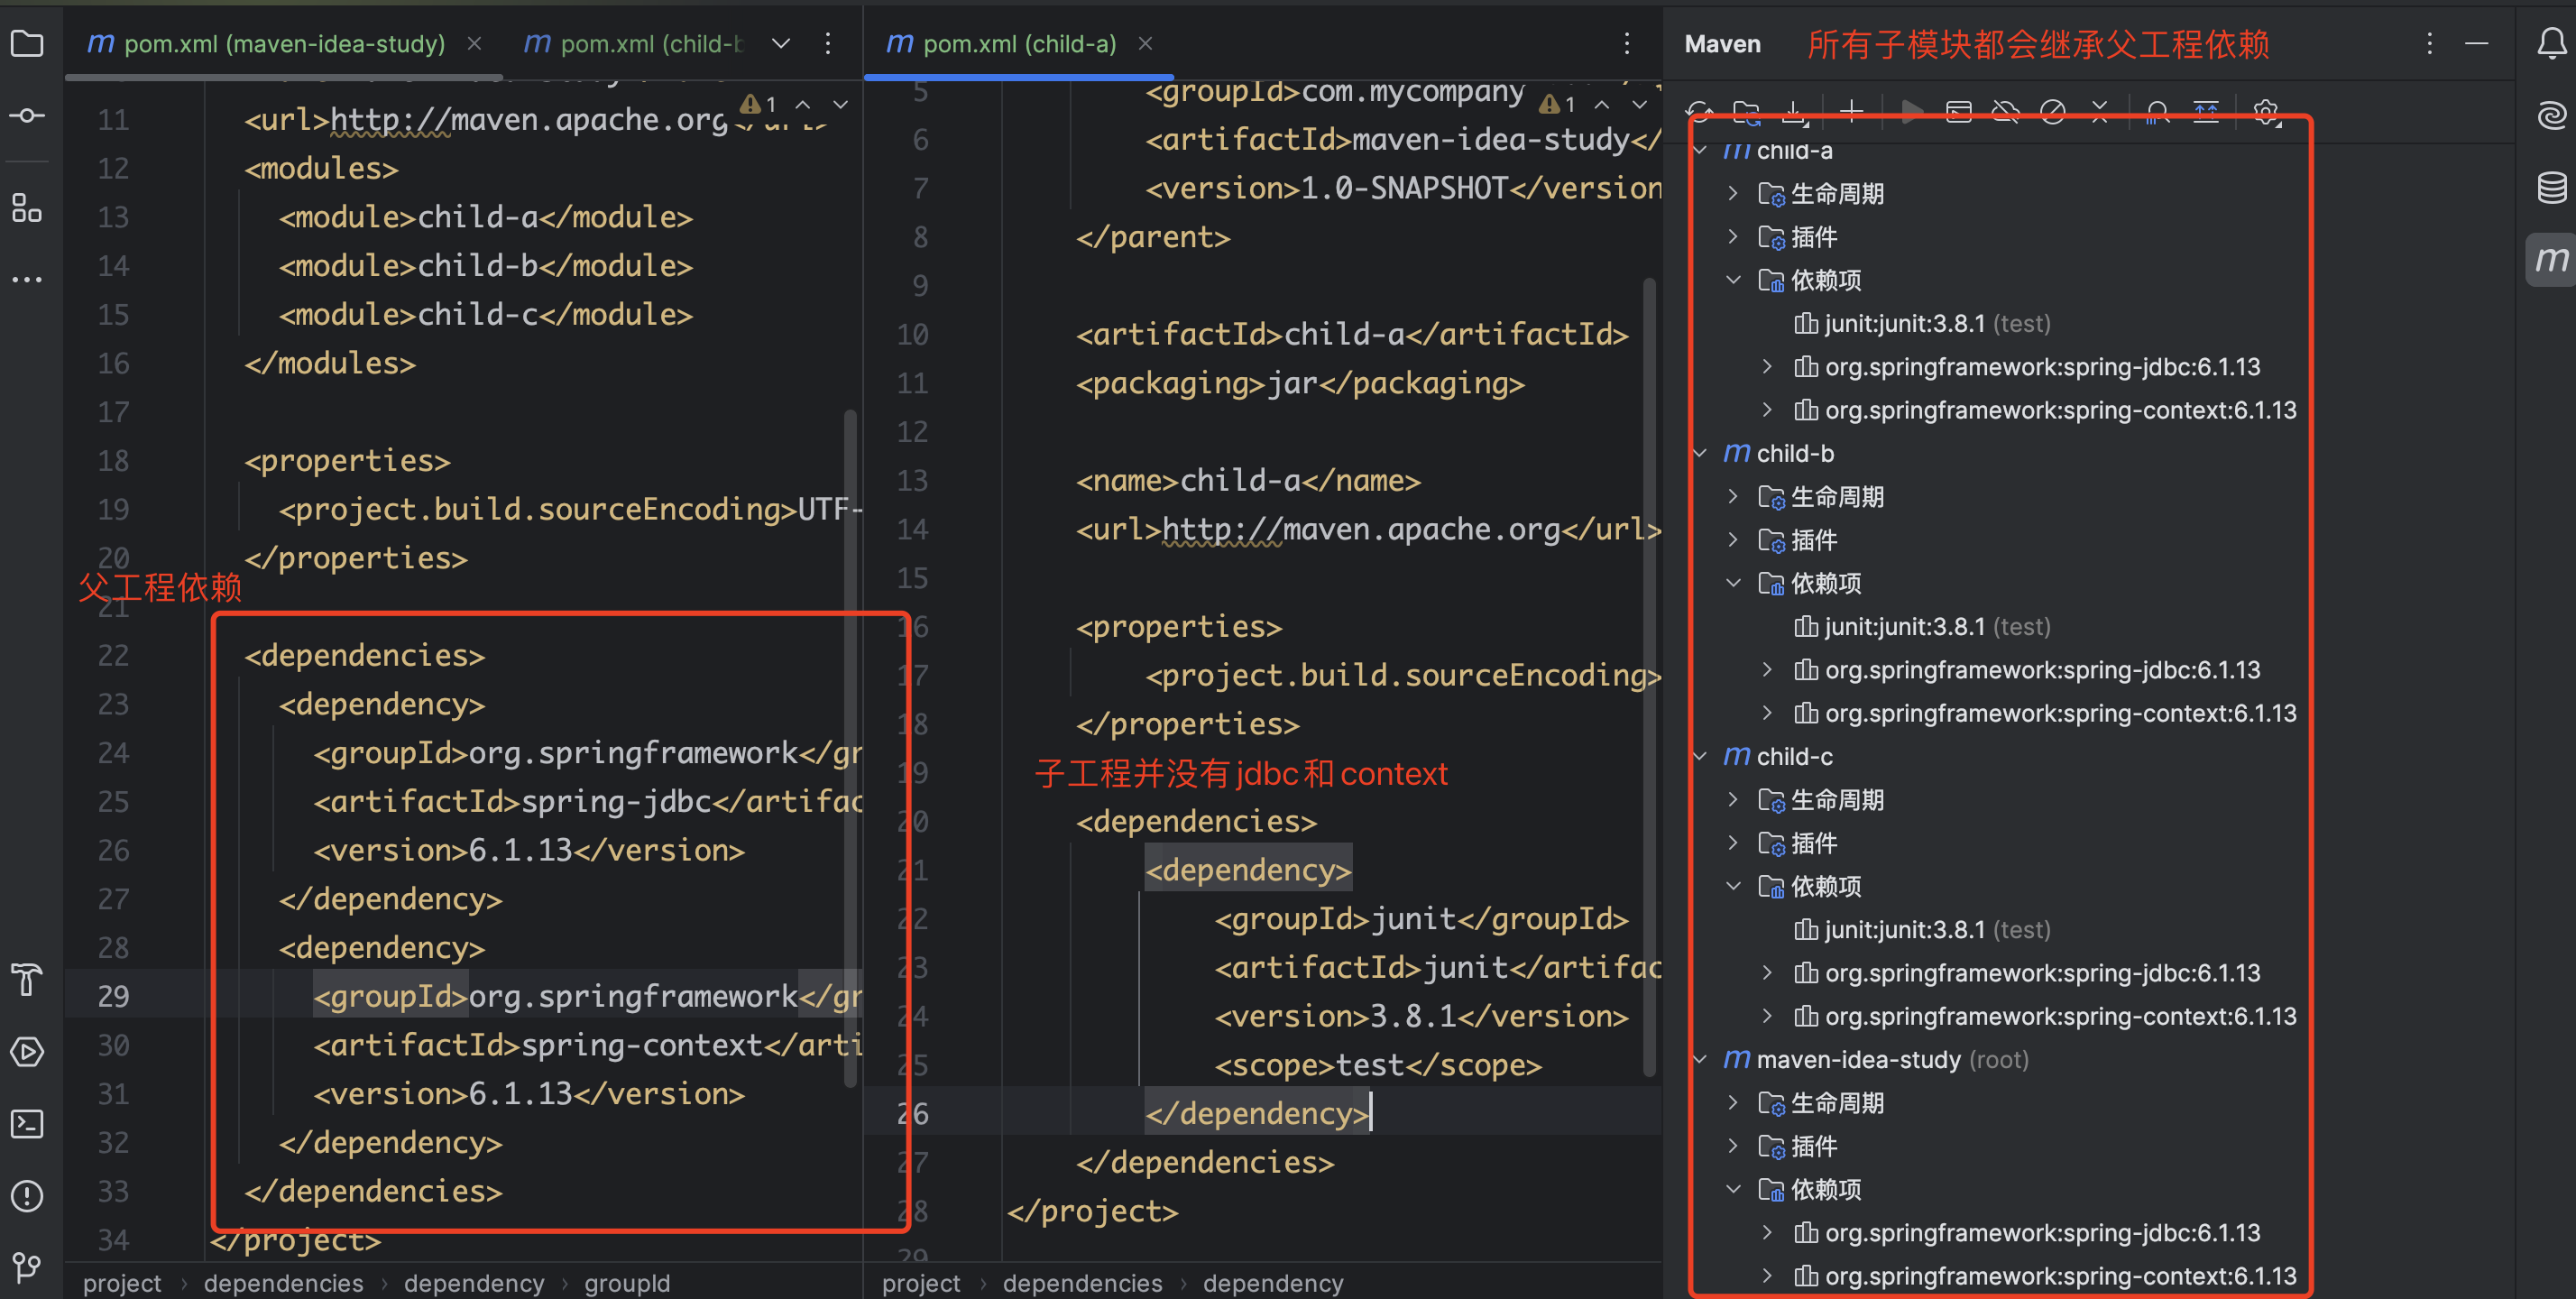 pom.xml (maven-idea-study)
pom.xml (child-b
11 <url>http://maven.apache.org</url>
1
12 <modules>
13 <module>child-a</module>
14 <module>child-b</module>
15 <module>child-c</module>
16 </modules>
17
18 <properties>
19 <project.build.sourceEncoding>UTF-
20 </properties>
父工程依赖
21
22 <dependencies>
23 <dependency>
24 <groupId>org.springframework</gr
25 <artifactId>spring-jdbc</artifac
26 <version>6.1.13</version>
27 </dependency>
28 <dependency>
29 <groupId>org.springframework</gr
30 <artifactId>spring-context</arti
31 <version>6.1.13</version>
32 </dependency>
33 </dependencies>
34 </project>
project › dependencies › dependency › groupId
pom.xml (child-a)
5 <groupId>com.mycompany
1
6 <artifactId>maven-idea-study</
7 <version>1.0-SNAPSHOT</version
8 </parent>
9
10 <artifactId>child-a</artifactId>
11 <packaging>jar</packaging>
12
13 <name>child-a</name>
14 <url>http://maven.apache.org</url>
15
16 <properties>
17 <project.build.sourceEncoding>
18 </properties>
19 子工程并没有jdbc和context
20 <dependencies>
21 <dependency>
22 <groupId>junit</groupId>
23 <artifactId>junit</artifac
24 <version>3.8.1</version>
25 <scope>test</scope>
26 </dependency>
27 </dependencies>
28 </project>
29
project › dependencies › dependency
Maven
所有子模块都会继承父工程依赖
child-a
生命周期
插件
依赖项
junit:junit:3.8.1 (test)
org.springframework:spring-jdbc:6.1.13
org.springframework:spring-context:6.1.13
child-b
生命周期
插件
依赖项
junit:junit:3.8.1 (test)
org.springframework:spring-jdbc:6.1.13
org.springframework:spring-context:6.1.13
child-c
生命周期
插件
依赖项
junit:junit:3.8.1 (test)
org.springframework:spring-jdbc:6.1.13
org.springframework:spring-context:6.1.13
maven-idea-study (root)
生命周期
插件
依赖项
org.springframework:spring-jdbc:6.1.13
org.springframework:spring-context:6.1.13